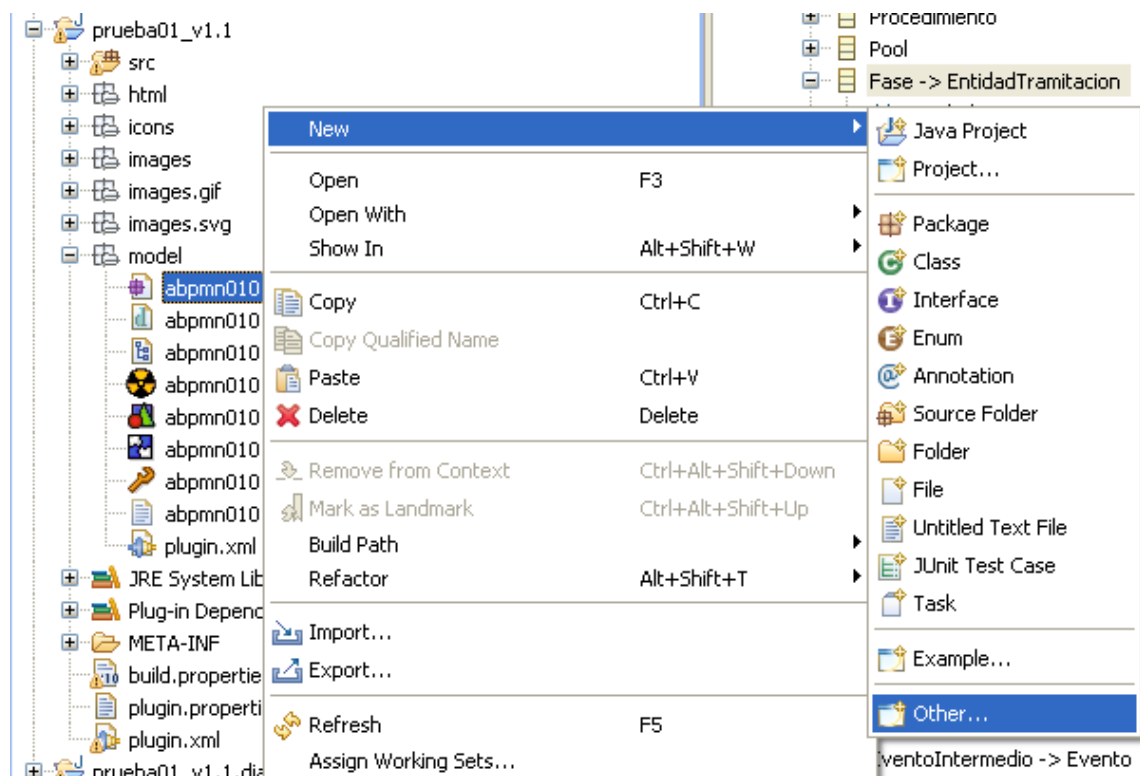 prueba01_v1.1
src
html
icons
images
images.gif
images.svg
model
abpmn010
abpmn010
abpmn010
abpmn010
abpmn010
abpmn010
abpmn010
abpmn010
plugin.xml
JRE System Lib
Plug-in Depend
META-INF
build.propertie
plugin.properti
plugin.xml
prueba01_v1.1.dia
Procedimiento
Pool
Fase -> EntidadTramitacion
New
Open F3
Open With
Show In Alt+Shift+W
Copy Ctrl+C
Copy Qualified Name
Paste Ctrl+V
Delete Delete
Remove from Context Ctrl+Alt+Shift+Down
Mark as Landmark Ctrl+Alt+Shift+Up
Build Path
Refactor Alt+Shift+T
Import...
Export...
Refresh F5
Assign Working Sets...
Java Project
Project...
Package
Class
Interface
Enum
Annotation
Source Folder
Folder
File
Untitled Text File
JUnit Test Case
Task
Example...
Other...
ventoIntermedio -> Evento